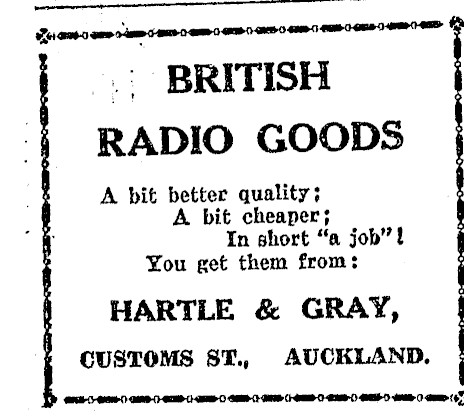 BRITISH
RADIO GOODS
A bit better quality;
A bit cheaper;
In short "a job"!
You get them from:
HARTLE & GRAY,
CUSTOMS ST., AUCKLAND.